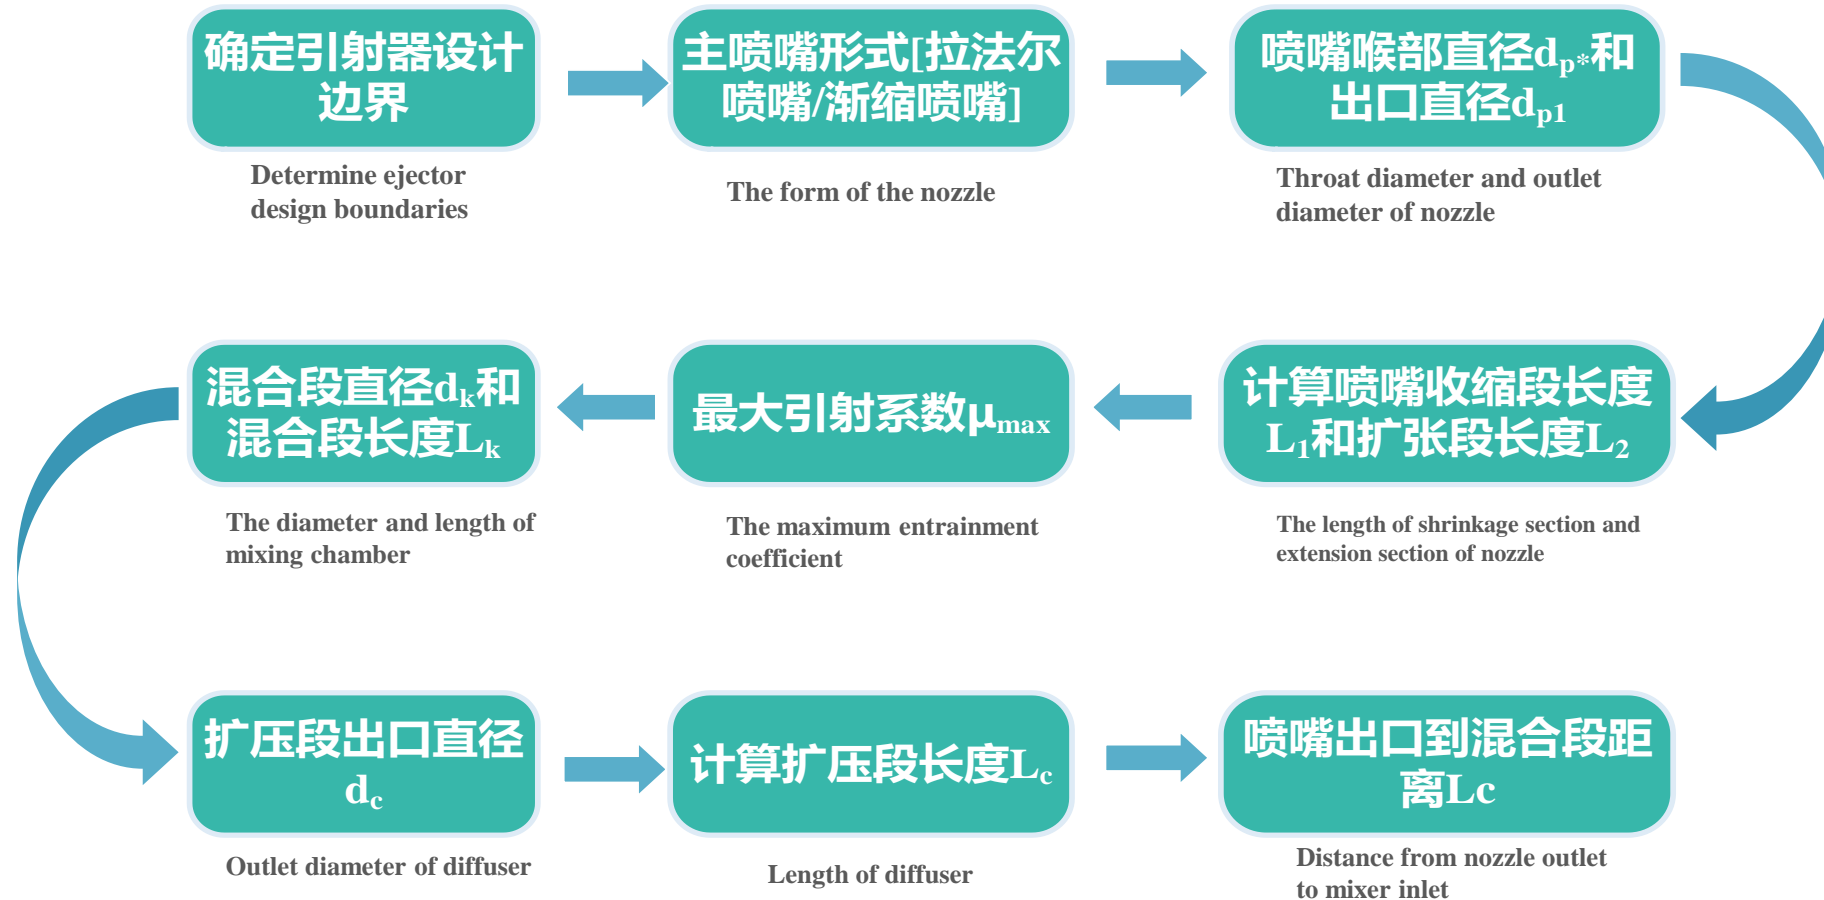 确定引射器设计
边界
Determine ejector
design boundaries
主喷嘴形式[拉法尔
喷嘴/渐缩喷嘴]
The form of the nozzle
喷嘴喉部直径dp*和
出口直径dp1
Throat diameter and outlet
diameter of nozzle
计算喷嘴收缩段长度
L1和扩张段长度L2
The length of shrinkage section and
extension section of nozzle
最大引射系数μmax
The maximum entrainment
coefficient
混合段直径dk和
混合段长度Lk
The diameter and length of
mixing chamber
扩压段出口直径
dc
Outlet diameter of diffuser
计算扩压段长度Lc
Length of diffuser
喷嘴出口到混合段距
离Lc
Distance from nozzle outlet
to mixer inlet